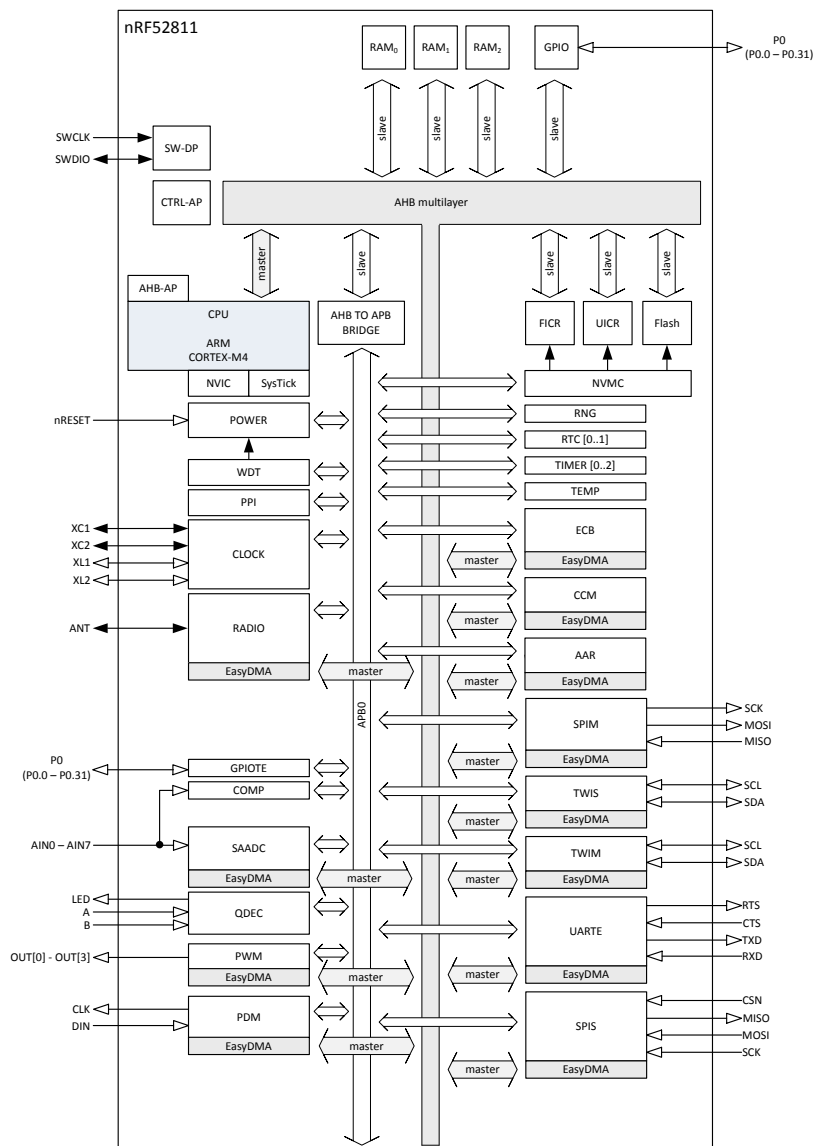 nRF52811
RAM0 RAM1 RAM2 GPIO
P0
(P0.0 – P0.31)
slave slave slave slave
SWCLK
SWDIO
SW-DP
CTRL-AP
AHB multilayer
master slave slave slave slave
AHB-AP
CPU
ARM
CORTEX-M4
NVIC SysTick
AHB TO APB
BRIDGE
FICR UICR Flash
NVMC
nRESET
POWER
RNG
RTC [0..1]
WDT
TIMER [0..2]
PPI
TEMP
XC1
XC2
XL1
XL2
CLOCK
ECB
master EasyDMA
ANT
RADIO
EasyDMA master
CCM
master EasyDMA
AAR
master EasyDMA
APB0
SPIM
master EasyDMA
SCK
MOSI
MISO
P0
(P0.0 – P0.31)
GPIOTE
COMP
TWIS
master EasyDMA
SCL
SDA
AIN0 – AIN7
SAADC
EasyDMA master
TWIM
master EasyDMA
SCL
SDA
LED
A
B
QDEC
UARTE
master EasyDMA
RTS
CTS
TXD
RXD
OUT[0] - OUT[3]
PWM
EasyDMA master
CLK
DIN
PDM
EasyDMA master
SPIS
master EasyDMA
CSN
MISO
MOSI
SCK